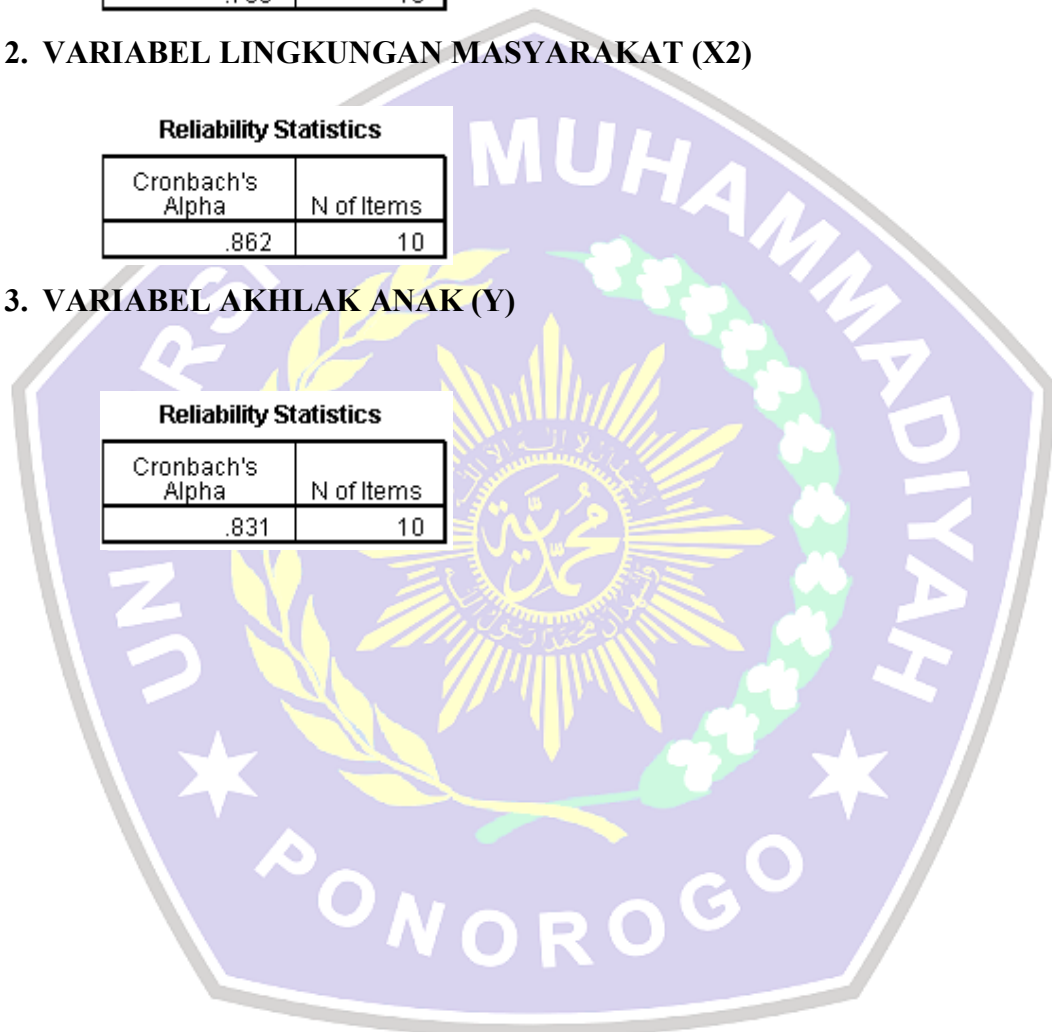 2. VARIABEL LINGKUNGAN MASYARAKAT (X2)
Reliability Statistics
Cronbach's Alpha N of Items
.862 10
3. VARIABEL AKHLAK ANAK (Y)
Reliability Statistics
Cronbach's Alpha N of Items
.831 10
MUHAMMADIYAH
PONOROGO